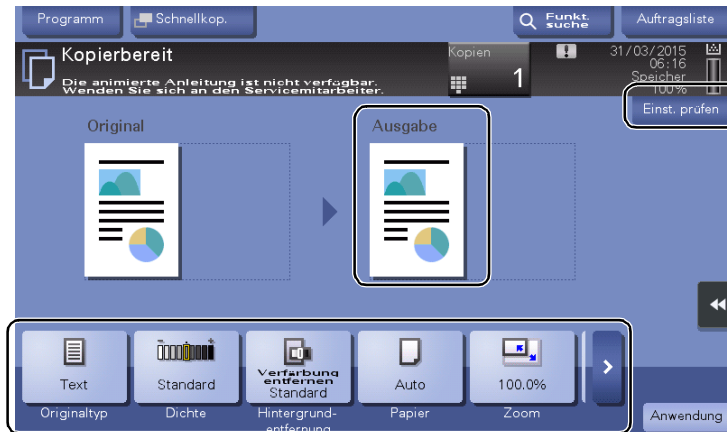 Programm
Schnellkop.
Funkt.
suche
Auftragsliste
Kopierbereit
Die animierte Anleitung ist nicht verfügbar.
Wenden Sie sich an den Servicemitarbeiter.
Kopien
1
31/03/2015
06:16
Speicher
100%
Einst. prüfen
Original
Ausgabe
Text
Standard
Verfärbung
entfernen
Standard
Auto
100.0%
Originaltyp
Dichte
Hintergrund-
entfernung
Papier
Zoom
Anwendung